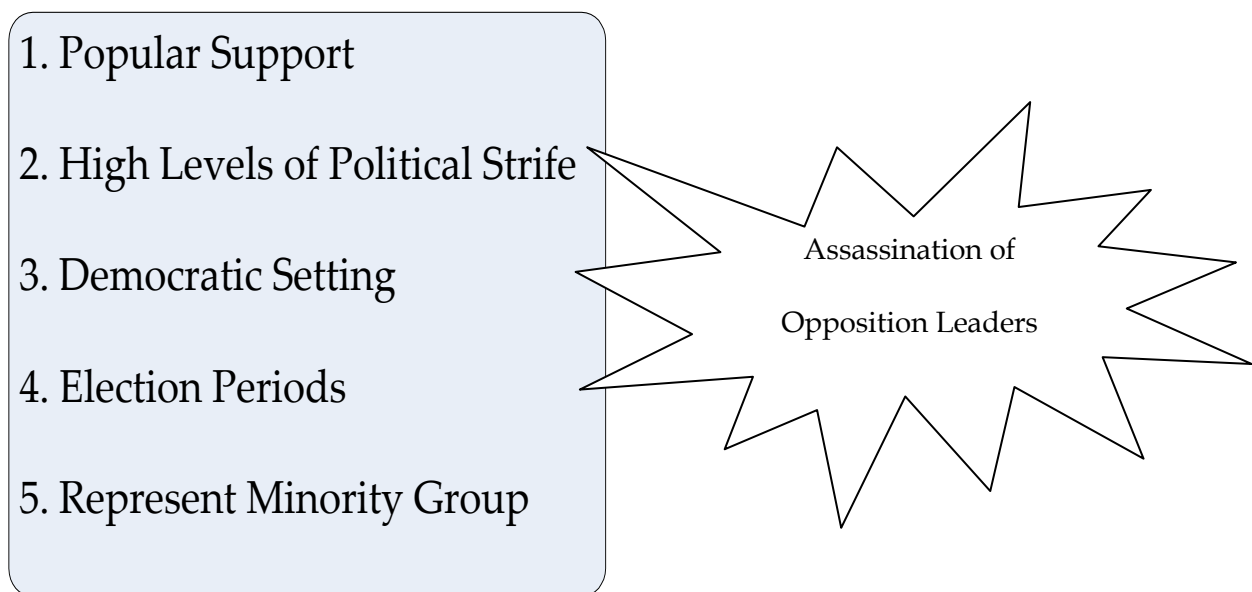 1. Popular Support
2. High Levels of Political Strife
3. Democratic Setting
4. Election Periods
5. Represent Minority Group
Assassination of
Opposition Leaders